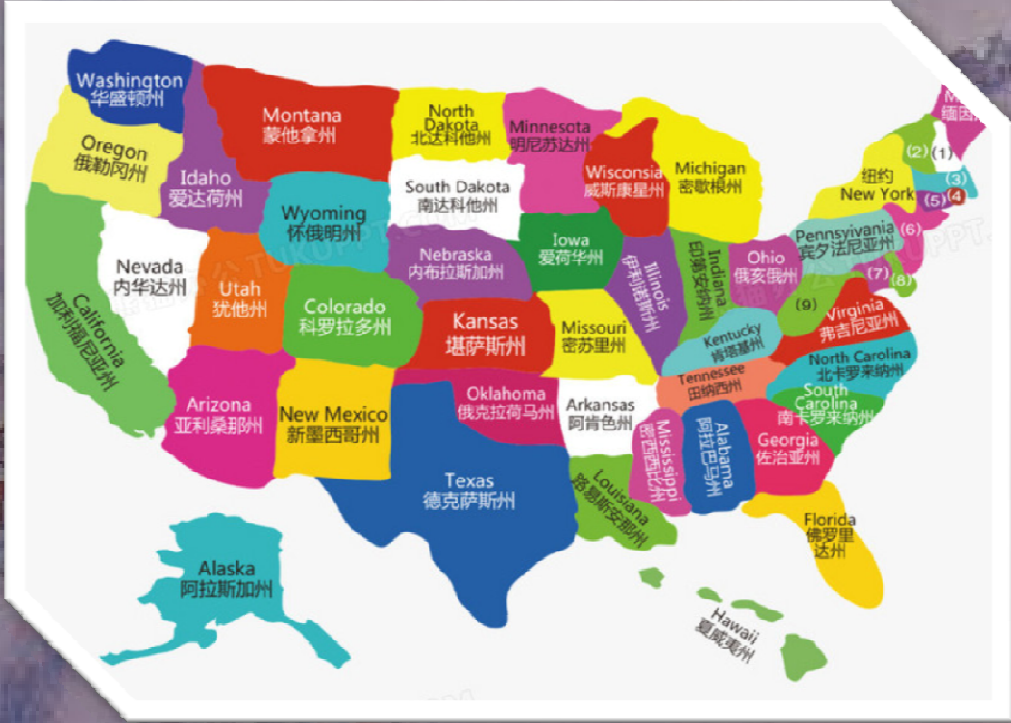 Washington
华盛顿州
Oregon
俄勒冈州
Idaho
爱达荷州
Montana
蒙他拿州
North
Dakota
北达科他州
Minnesota
明尼苏达州
South Dakota
南达科他州
Wisconsia
威斯康星州
Michigan
密歇根州
Wyoming
怀俄明州
Nebraska
内布拉斯加州
Iowa
爱荷华州
Illinois
伊利诺斯州
Indiana
印第安纳州
Ohio
俄亥俄州
Pennsyivania
宾夕法尼亚州
纽约
New York
缅因
(2)
(1)
(3)
(5)
(4)
(6)
(7)
(8)
(9)
Nevada
内华达州
Utah
犹他州
Colorado
科罗拉多州
Kansas
堪萨斯州
Missouri
密苏里州
Kentucky
肯塔基州
Virginia
弗吉尼亚州
California
加利福尼亚州
Arizona
亚利桑那州
New Mexico
新墨西哥州
Oklahoma
俄克拉荷马州
Arkansas
阿肯色州
Tennessee
田纳西州
North Carolina
北卡罗来纳州
South
Carolina
南卡罗来纳州
Texas
德克萨斯州
Louisiana
路易斯安那州
Mississippi
密西西比州
Alabama
阿拉巴马州
Georgia
佐治亚州
Florida
佛罗里
达州
Alaska
阿拉斯加州
Hawaii
夏威夷州